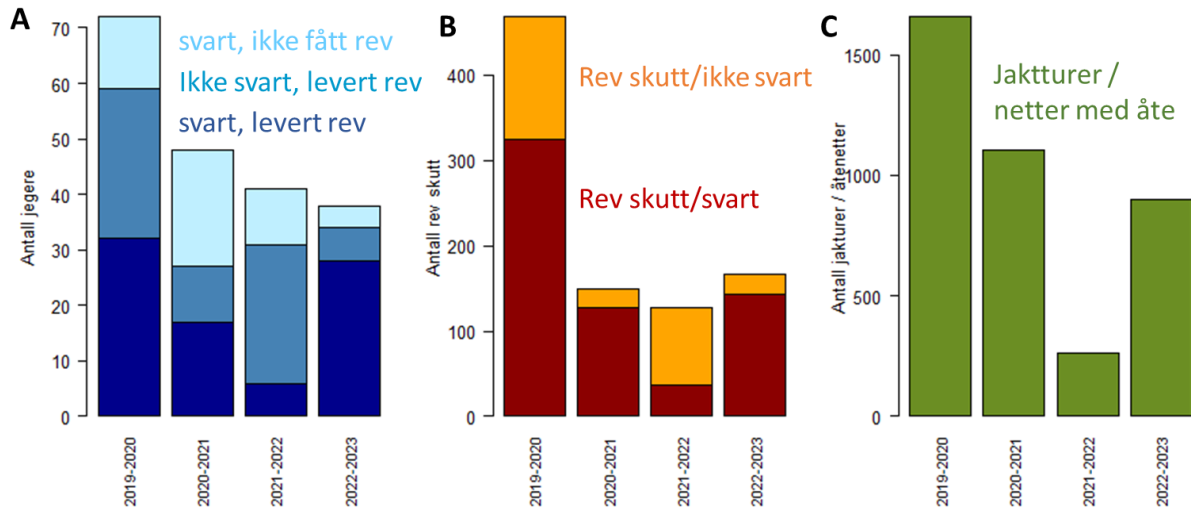 A
svart, ikke fått rev
Ikke svart, levert rev
svart, levert rev
Antall jegere
70
60
50
40
30
20
10
0
2019-2020
2020-2021
2021-2022
2022-2023
B
Rev skutt/ikke svart
Rev skutt/svart
Antall rev skutt
400
300
200
100
0
2019-2020
2020-2021
2021-2022
2022-2023
C
Jaktturer /
netter med åte
Antall jakturer / åtenetter
1500
1000
500
0
2019-2020
2020-2021
2021-2022
2022-2023